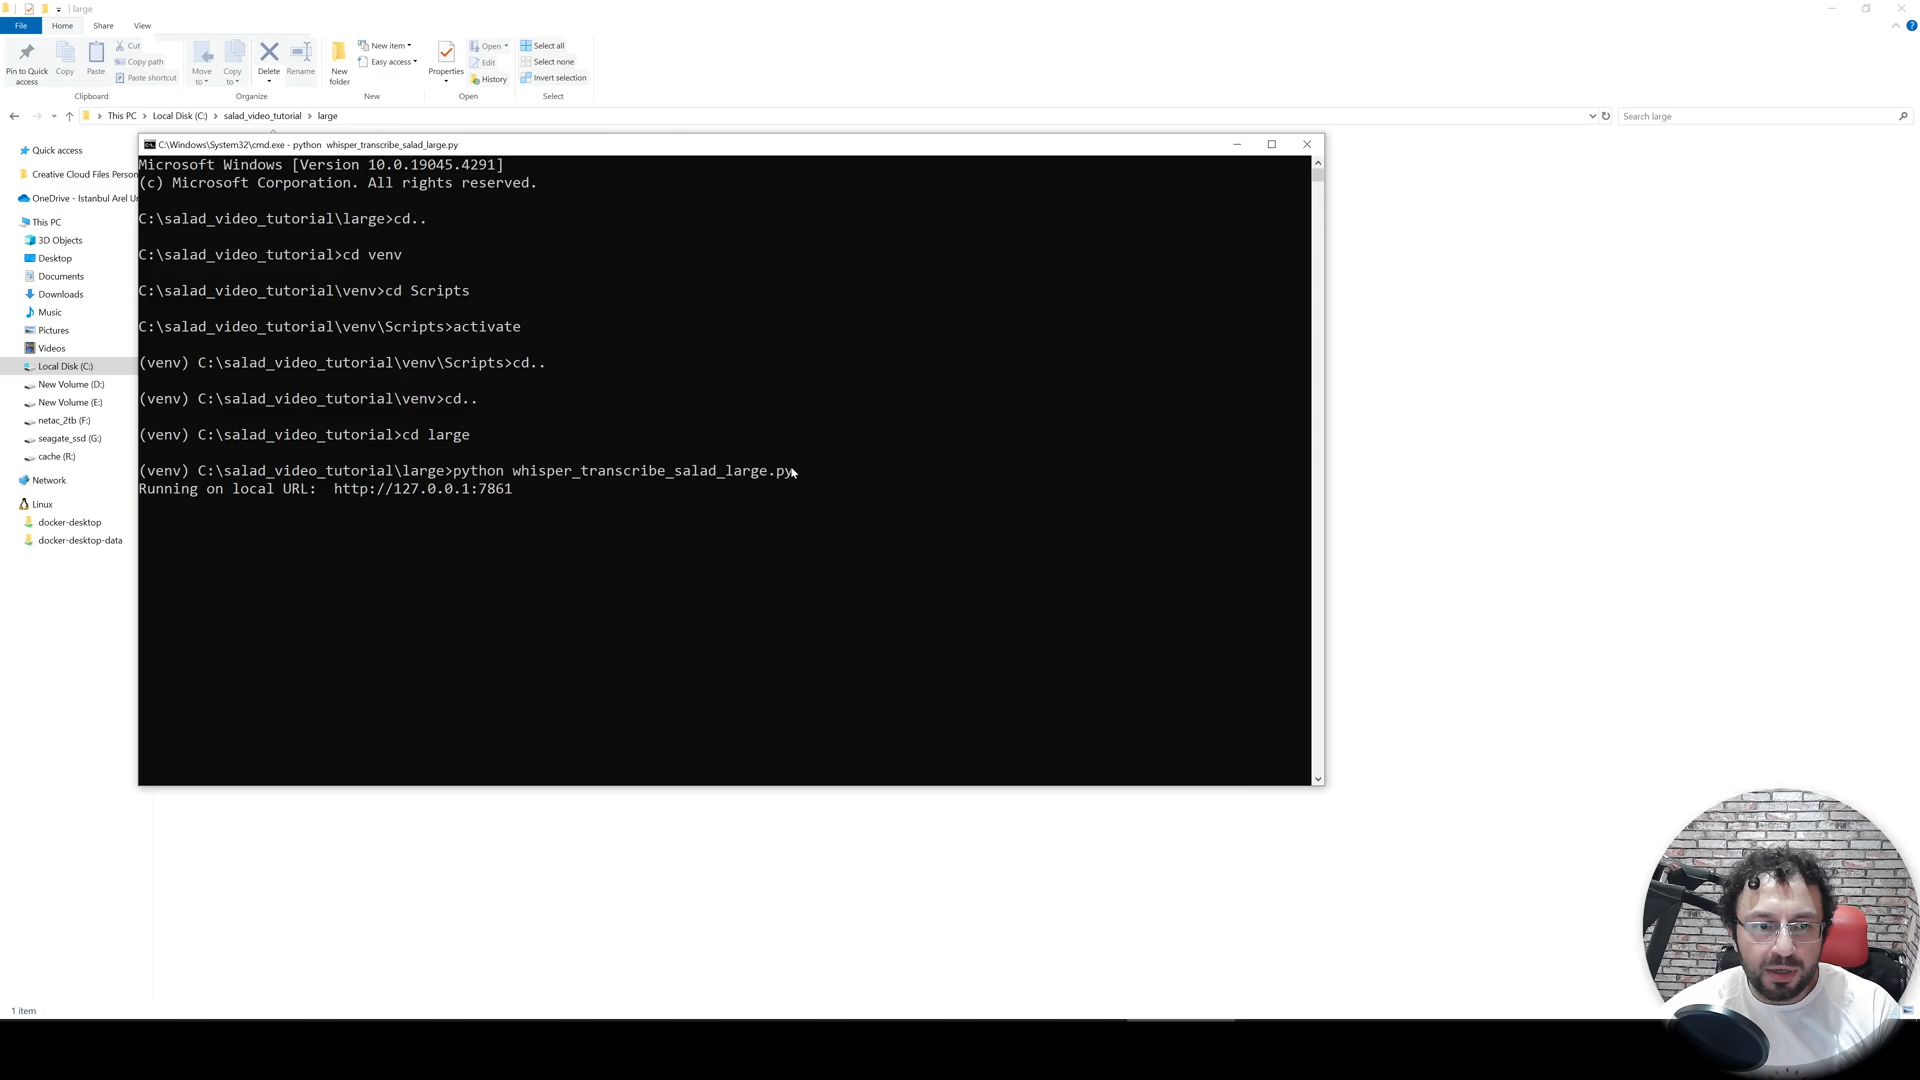 large
File Home Share View
Pin to Quick access
Copy
Paste
Cut
Copy path
Paste shortcut
Clipboard
Move to
Copy to
Delete
Rename
Organize
New folder
New item
Easy access
New
Properties
Open
Edit
History
Open
Select all
Select none
Invert selection
Select
This PC > Local Disk (C:) > salad_video_tutorial > large
Search large
Quick access
Creative Cloud Files Person
OneDrive - Istanbul Arel Un
This PC
3D Objects
Desktop
Documents
Downloads
Music
Pictures
Videos
Local Disk (C:)
New Volume (D:)
New Volume (E:)
netac_2tb (F:)
seagate_ssd (G:)
cache (R:)
Network
Linux
docker-desktop
docker-desktop-data
C:\Windows\System32\cmd.exe - python whisper_transcribe_salad_large.py
Microsoft Windows [Version 10.0.19045.4291]
(c) Microsoft Corporation. All rights reserved.
C:\salad_video_tutorial\large>cd..
C:\salad_video_tutorial>cd venv
C:\salad_video_tutorial\venv>cd Scripts
C:\salad_video_tutorial\venv\Scripts>activate
(venv) C:\salad_video_tutorial\venv\Scripts>cd..
(venv) C:\salad_video_tutorial\venv>cd..
(venv) C:\salad_video_tutorial>cd large
(venv) C:\salad_video_tutorial\large>python whisper_transcribe_salad_large.py
Running on local URL:  http://127.0.0.1:7861
1 item